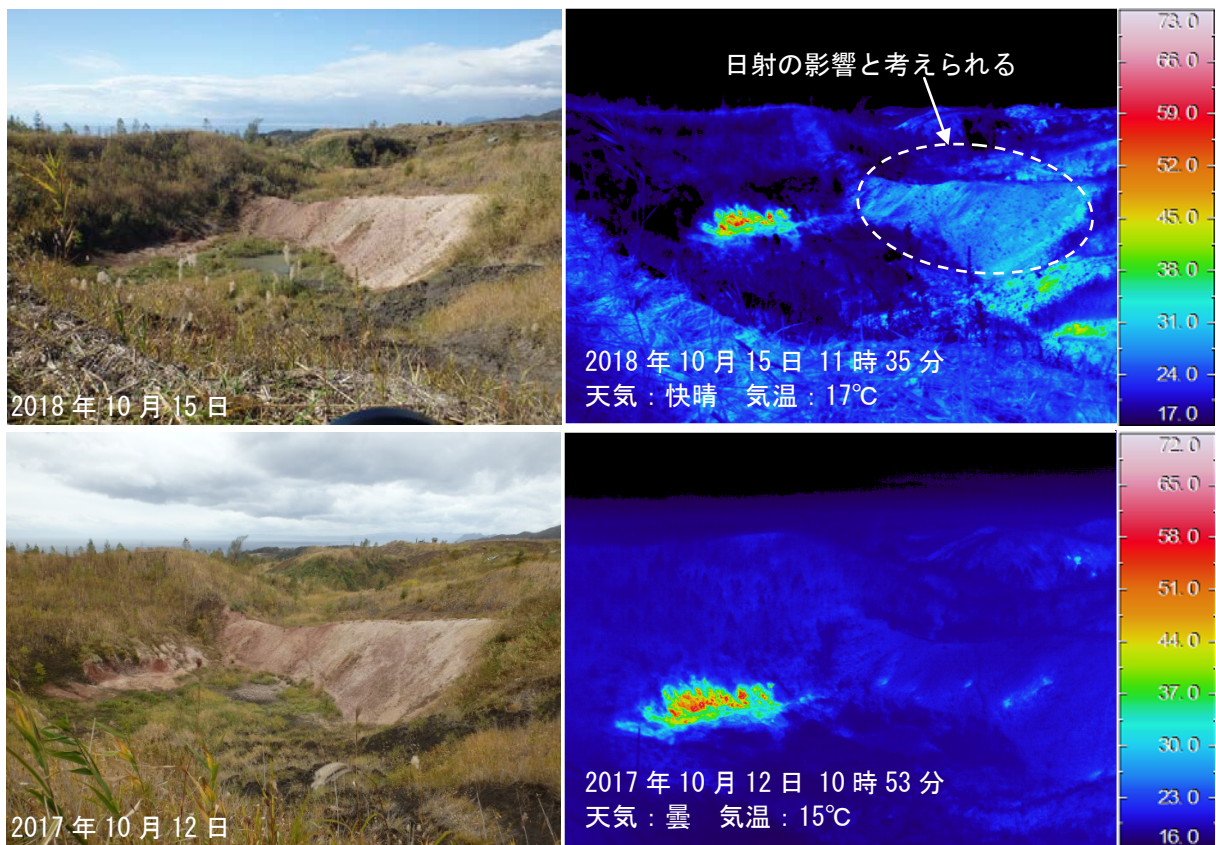 2018 年 10 月 15 日
日射の影響と考えられる
2018 年 10 月 15 日 11 時 35 分
天気：快晴 気温：17℃
73.0
66.0
59.0
52.0
45.0
38.0
31.0
24.0
17.0
2017 年 10 月 12 日
2017 年 10 月 12 日 10 時 53 分
天気：曇 気温：15℃
72.0
65.0
58.0
51.0
44.0
37.0
30.0
23.0
16.0